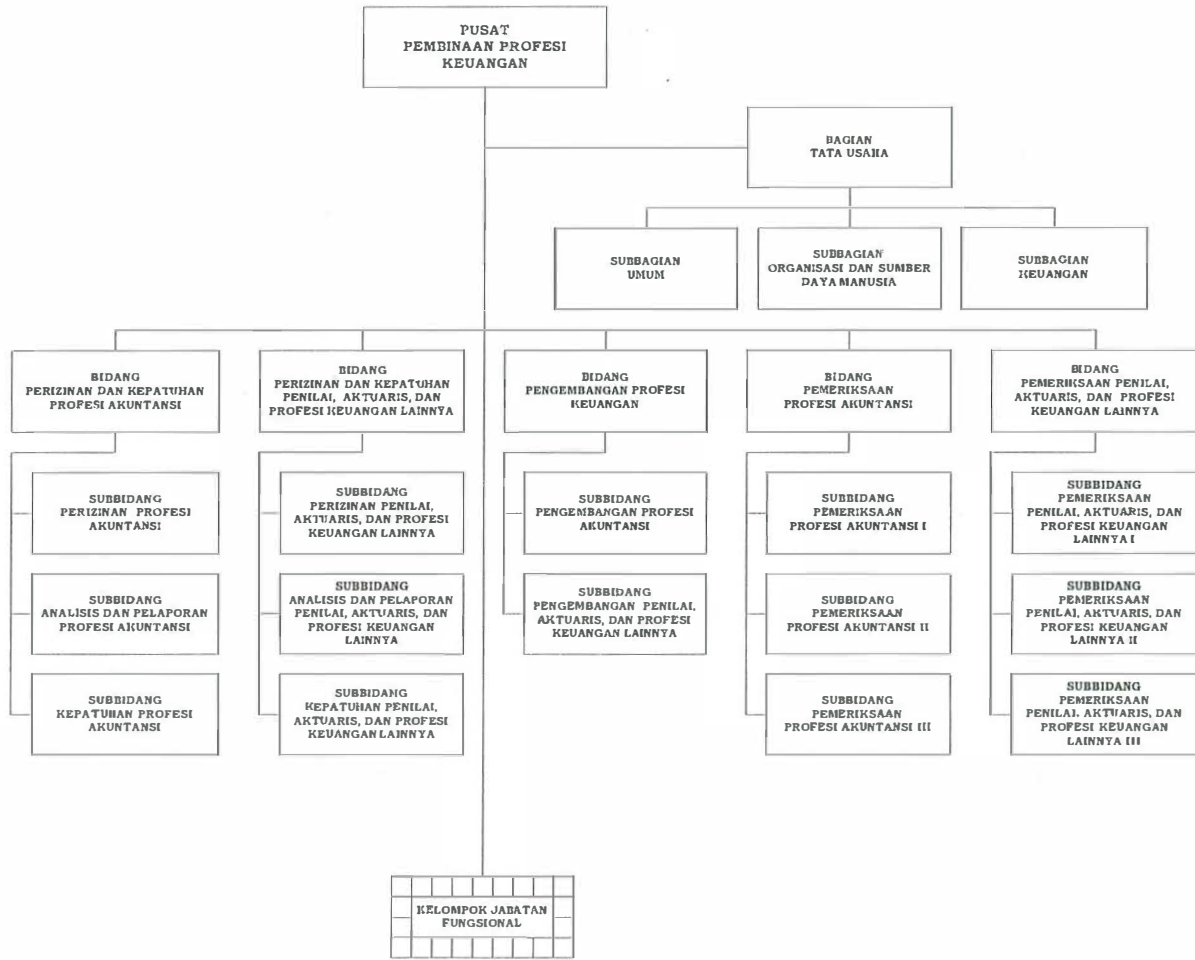 PUSAT
PEMBINAAN PROFESI
KEUANGAN
BAGIAN
TATA USAHA
SUBBAGIAN
UMUM
SUBBAGIAN
ORGANISASI DAN SUMBER
DAYA MANUSIA
SUBBAGIAN
KEUANGAN
BIDANG
PERIZINAN DAN KEPATUHAN
PROFESI AKUNTANSI
BIDANG
PERIZINAN DAN KEPATUHAN
PENILAI, AKTUARIS, DAN
PROFESI KEUANGAN LAINNYA
BIDANG
PENGEMBANGAN PROFESI
KEUANGAN
BIDANG
PEMERIKSAAN
PROFESI AKUNTANSI
BIDANG
PEMERIKSAAN PENILAI,
AKTUARIS, DAN PROFESI
KEUANGAN LAINNYA
SUBBIDANG
PERIZINAN PROFESI
AKUNTANSI
SUBBIDANG
PERIZINAN PENILAI,
AKTUARIS, DAN PROFESI
KEUANGAN LAINNYA
SUBBIDANG
PENGEMBANGAN PROFESI
AKUNTANSI
SUBBIDANG
PEMERIKSAAN
PROFESI AKUNTANSI I
SUBBIDANG
PEMERIKSAAN
PENILAI, AKTUARIS, DAN
PROFESI KEUANGAN
LAINNYA I
SUBBIDANG
ANALISIS DAN PELAPORAN
PROFESI AKUNTANSI
SUBBIDANG
ANALISIS DAN PELAPORAN
PENILAI, AKTUARIS, DAN
PROFESI KEUANGAN
LAINNYA
SUBBIDANG
PENGEMBANGAN PENILAI,
AKTUARIS, DAN PROFESI
KEUANGAN LAINNYA
SUBBIDANG
PEMERIKSAAN
PROFESI AKUNTANSI II
SUBBIDANG
PEMERIKSAAN
PENILAI, AKTUARIS, DAN
PROFESI KEUANGAN
LAINNYA II
SUBBIDANG
KEPATUHAN PROFESI
AKUNTANSI
SUBBIDANG
KEPATUHAN PENILAI,
AKTUARIS, DAN PROFESI
KEUANGAN LAINNYA
SUBBIDANG
PEMERIKSAAN
PROFESI AKUNTANSI III
SUBBIDANG
PEMERIKSAAN
PENILAI, AKTUARIS, DAN
PROFESI KEUANGAN
LAINNYA III
KELOMPOK JABATAN
FUNGSIONAL